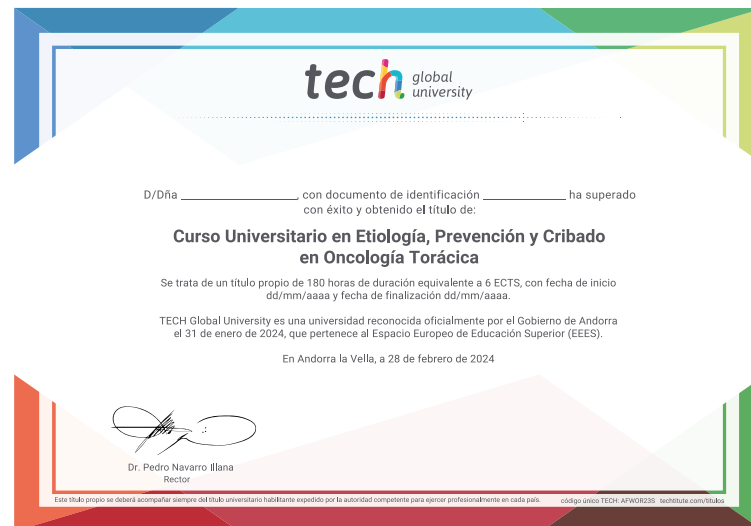 tech global university
D/Dña ____________________, con documento de identificación ______________ ha superado
con éxito y obtenido el título de:
Curso Universitario en Etiología, Prevención y Cribado
en Oncología Torácica
Se trata de un título propio de 180 horas de duración equivalente a 6 ECTS, con fecha de inicio
dd/mm/aaaa y fecha de finalización dd/mm/aaaa.
TECH Global University es una universidad reconocida oficialmente por el Gobierno de Andorra
el 31 de enero de 2024, que pertenece al Espacio Europeo de Educación Superior (EEES).
En Andorra la Vella, a 28 de febrero de 2024
Dr. Pedro Navarro Illana
Rector
Este título propio se deberá acompañar siempre del título universitario habilitante expedido por la autoridad competente para ejercer profesionalmente en cada país. código único TECH: AFWOR23S techtitute.com/titulos